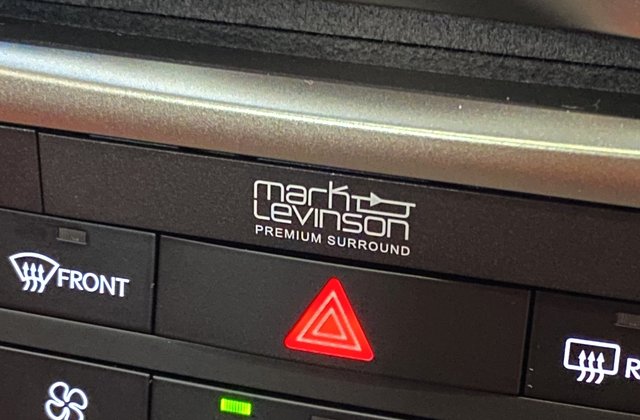 mark
Levinson
PREMIUM SURROUND
FRONT
R